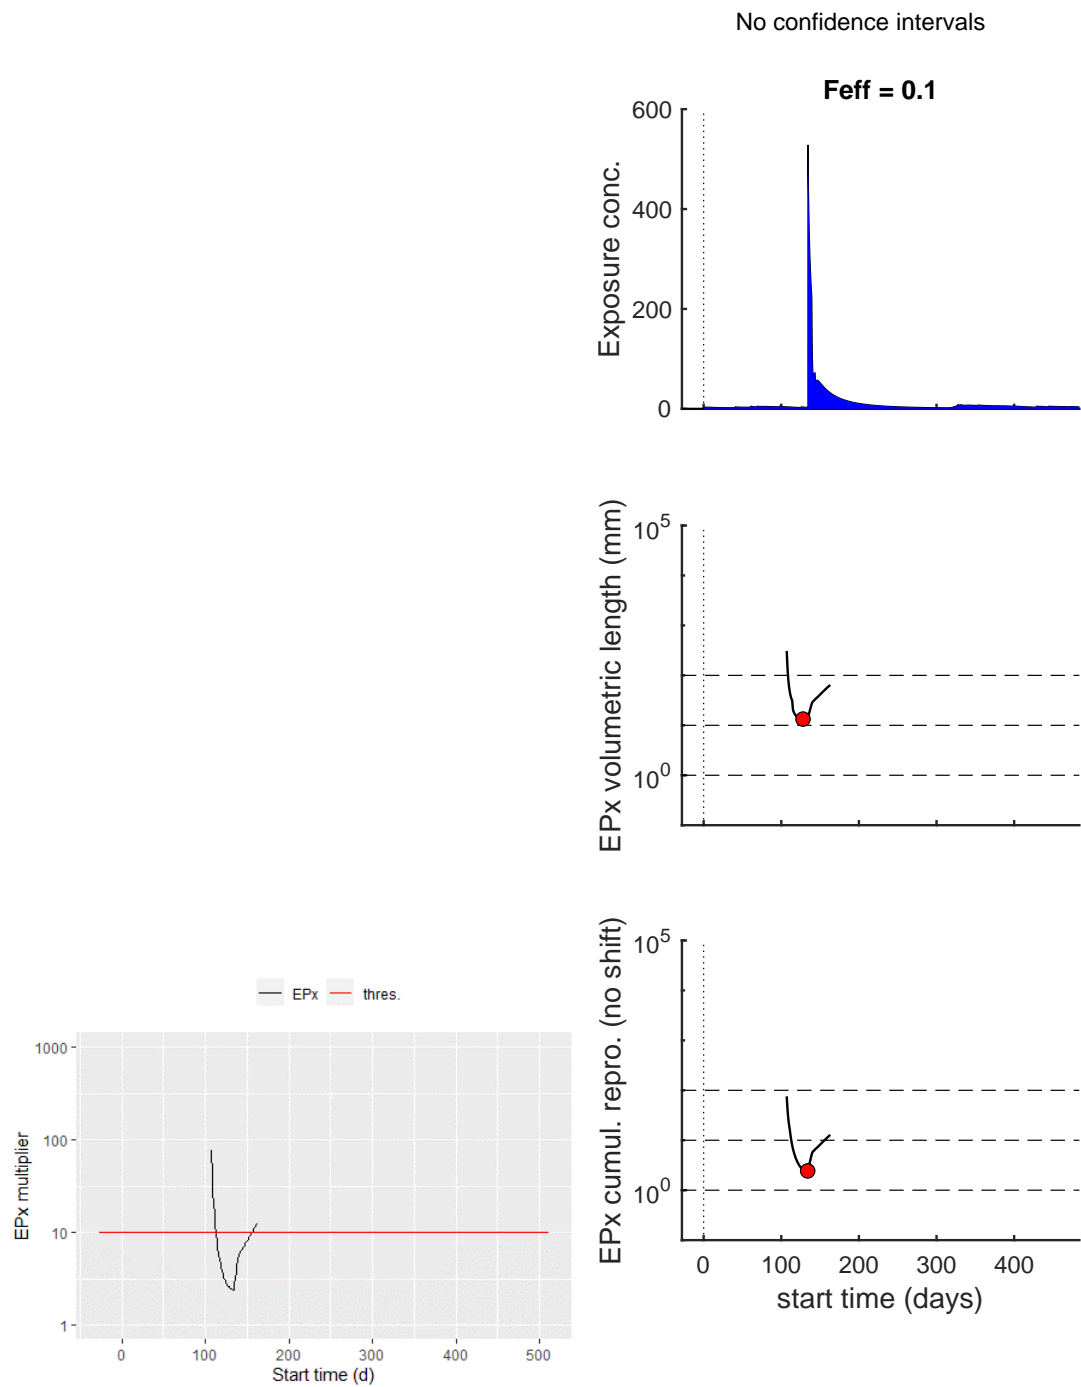 No confidence intervals
Feff = 0.1
600
400
200
0
Exposure conc.
10^5
10^0
EPx volumetric length (mm)
10^5
10^0
EPx cumul. repro. (no shift)
0 100 200 300 400
start time (days)
EPx thres.
1000
100
10
1
EPx multiplier
0 100 200 300 400 500
Start time (d)